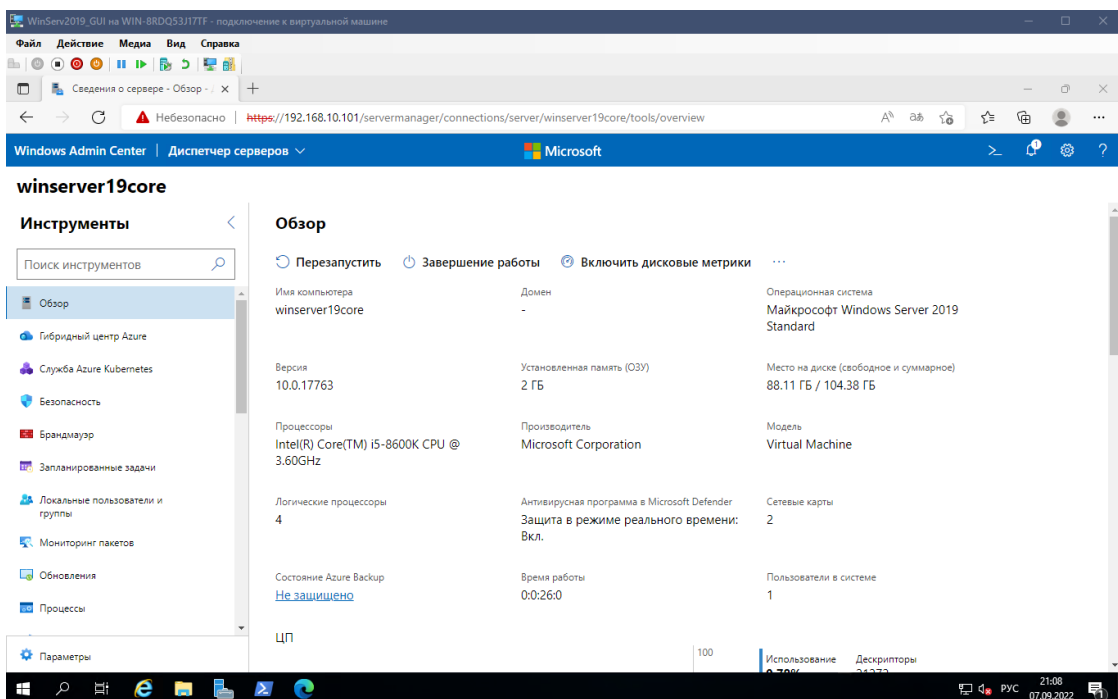 WinServ2019_GUI на WIN-8RDQ53J17TF - подключение к виртуальной машине
Файл Действие Медиа Вид Справка
Сведения о сервере - Обзор -
Небезопасно https://192.168.10.101/servermanager/connections/server/winserver19core/tools/overview
Windows Admin Center Диспетчер серверов Microsoft
winserver19core
Инструменты
Поиск инструментов
Обзор
Гибридный центр Azure
Служба Azure Kubernetes
Безопасность
Брандмауэр
Запланированные задачи
Локальные пользователи и
группы
Мониторинг пакетов
Обновления
Процессы
Параметры
Обзор
Перезапустить Завершение работы Включить дисковые метрики ...
Имя компьютера Домен Операционная система
winserver19core - Майкрософт Windows Server 2019
Standard
Версия Установленная память (ОЗУ) Место на диске (свободное и суммарное)
10.0.17763 2 ГБ 88.11 ГБ / 104.38 ГБ
Процессоры Производитель Модель
Intel(R) Core(TM) i5-8600K CPU @ Microsoft Corporation Virtual Machine
3.60GHz
Логические процессоры Антивирусная программа в Microsoft Defender Сетевые карты
4 Защита в режиме реального времени: 2
Вкл.
Состояние Azure Backup Время работы Пользователи в системе
Не защищено 0:0:26:0 1
ЦП
100 Использование Дескрипторы
РУС 21:08
07.09.2022